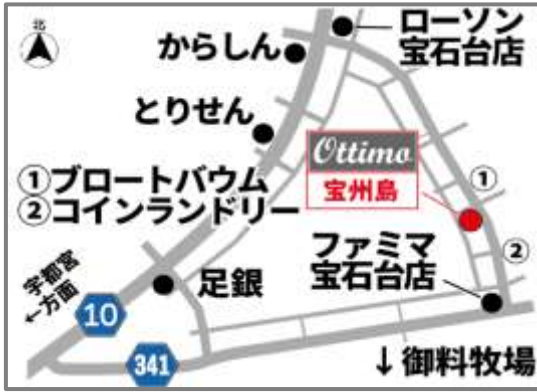 北
ローソン
宝石台店
からしん
とりせん
Ottimo
宝州島
①ブロートバウム
②コインランドリー
①
②
ファミマ
宝石台店
足銀
宇都宮
←方面
10
341
↓御料牧場